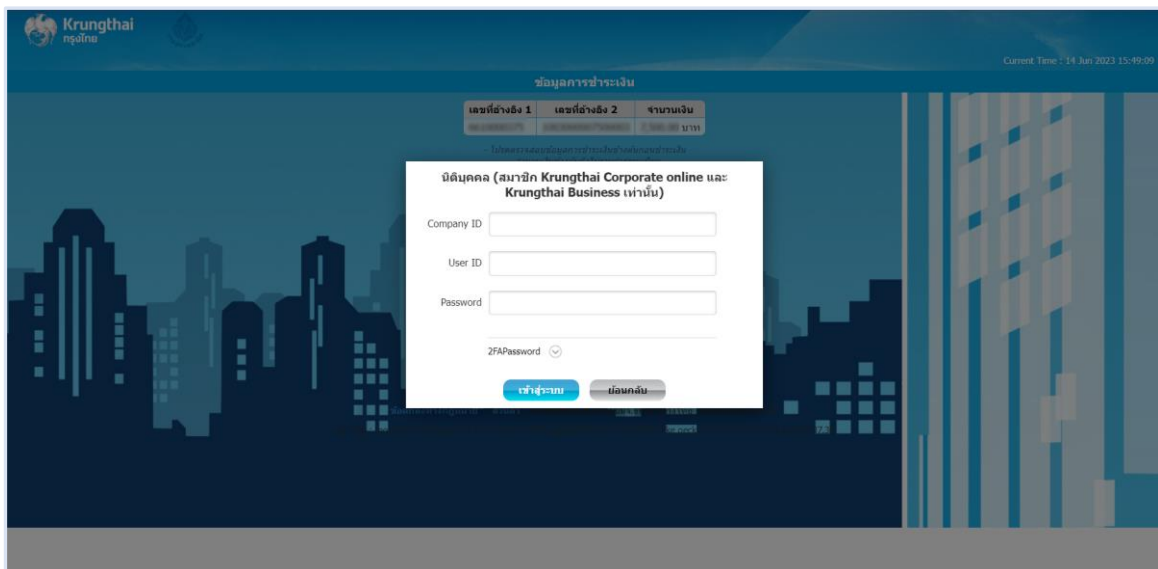 Krungthai
กรุงไทย
Current Time : 14 Jun 2023 15:49:09
ข้อมูลการชำระเงิน
เลขที่อ้างอิง 1 เลขที่อ้างอิง 2 จำนวนเงิน
บาท
นิติบุคคล (สมาชิก Krungthai Corporate online และ
Krungthai Business เท่านั้น)
Company ID
User ID
Password
2FAPassword
เข้าสู่ระบบ ย้อนกลับ